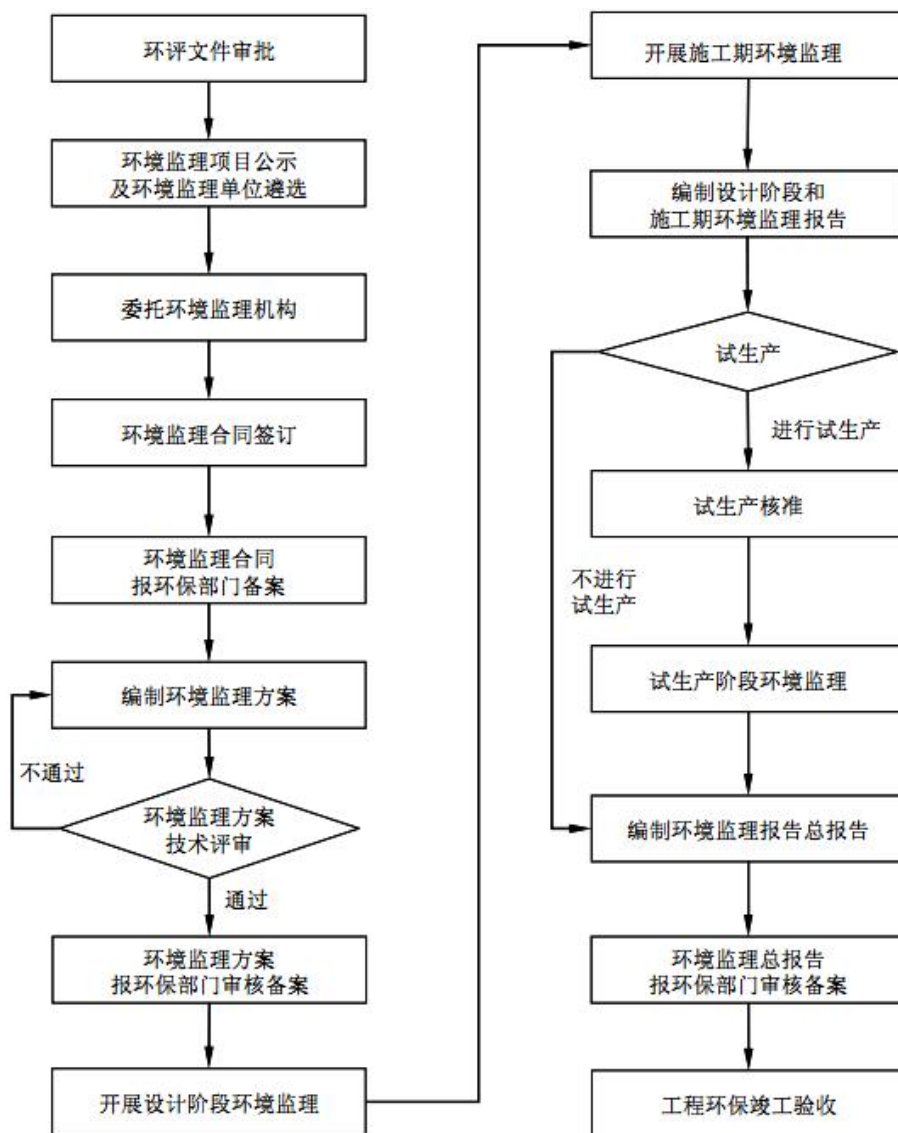 环评文件审批
环境监理项目公示
及环境监理单位遴选
委托环境监理机构
环境监理合同签订
环境监理合同
报环保部门备案
编制环境监理方案
不通过
环境监理方案
技术评审
通过
环境监理方案
报环保部门审核备案
开展设计阶段环境监理
开展施工期环境监理
编制设计阶段和
施工期环境监理报告
试生产
进行试生产
试生产核准
不进行
试生产
试生产阶段环境监理
编制环境监理报告总报告
环境监理总报告
报环保部门审核备案
工程环保竣工验收